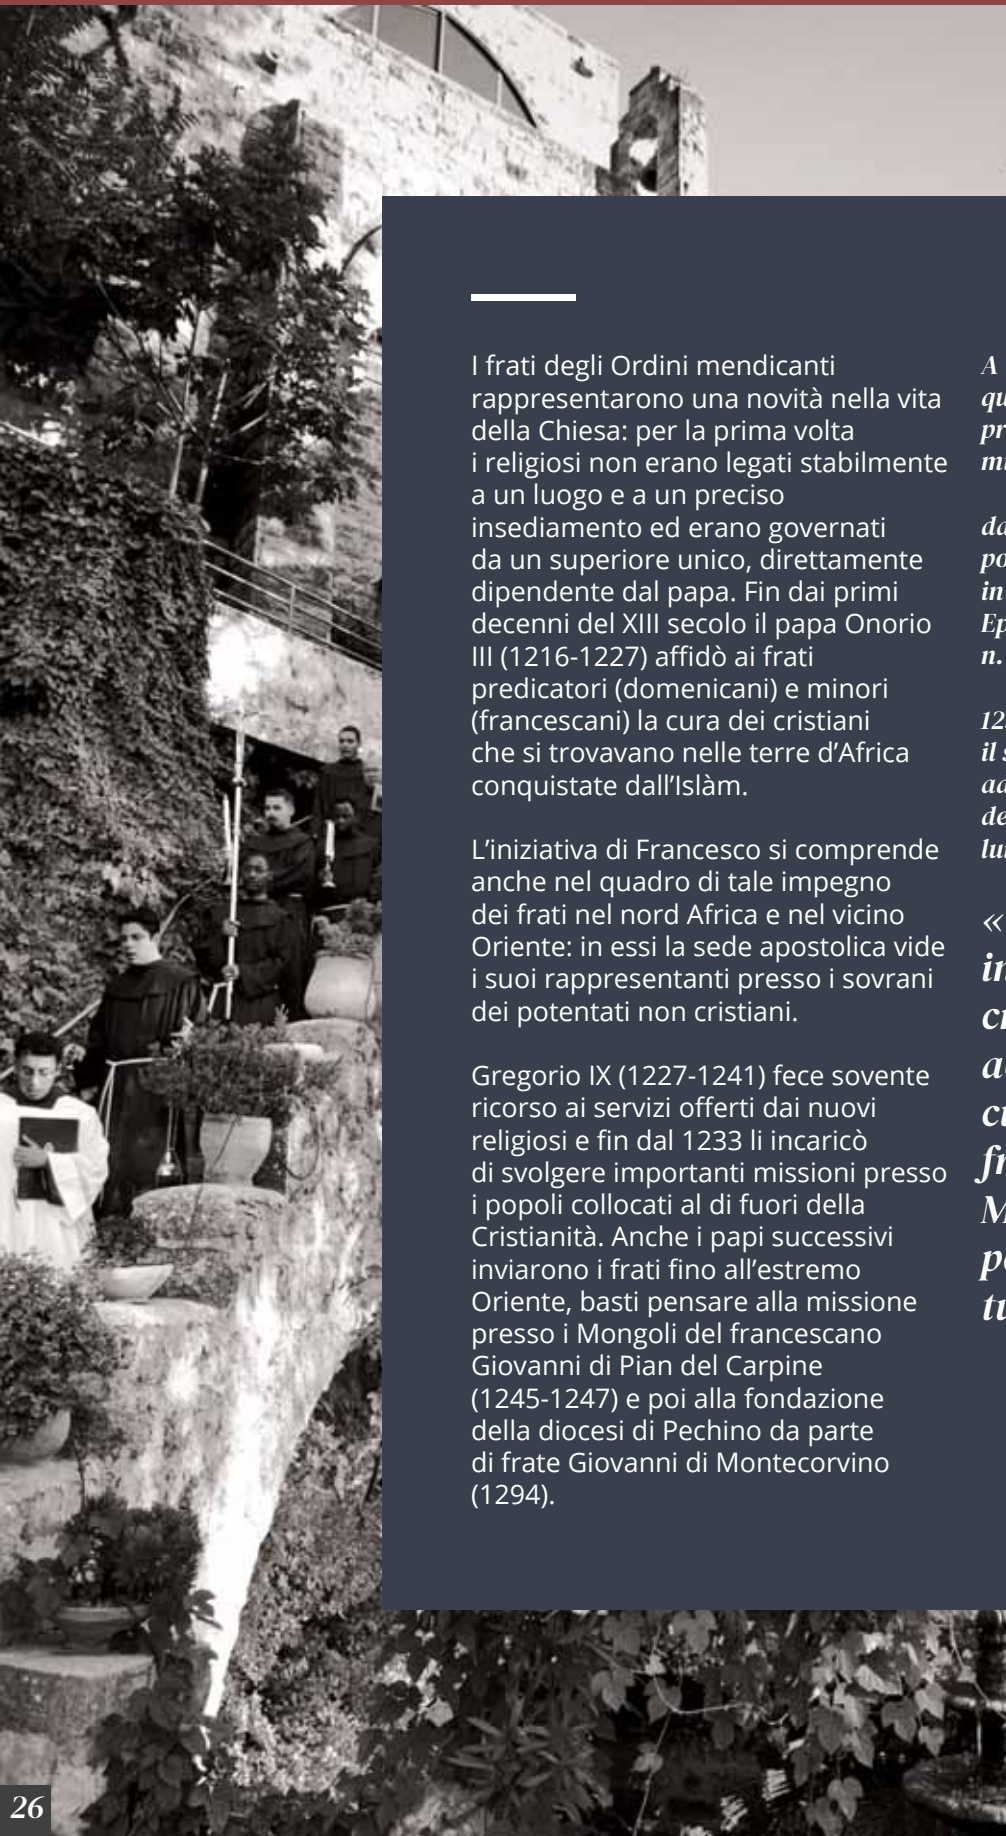 I frati degli Ordini mendicanti
rappresentarono una novità nella vita
della Chiesa: per la prima volta
i religiosi non erano legati stabilmente
a un luogo e a un preciso
insediamento ed erano governati
da un superiore unico, direttamente
dipendente dal papa. Fin dai primi
decenni del XIII secolo il papa Onorio
III (1216-1227) affidò ai frati
predicatori (domenicani) e minori
(francescani) la cura dei cristiani
che si trovavano nelle terre d’Africa
conquistate dall’Islàm.
L’iniziativa di Francesco si comprende
anche nel quadro di tale impegno
dei frati nel nord Africa e nel vicino
Oriente: in essi la sede apostolica vide
i suoi rappresentanti presso i sovrani
dei potentati non cristiani.
Gregorio IX (1227-1241) fece sovente
ricorso ai servizi offerti dai nuovi
religiosi e fin dal 1233 li incaricò
di svolgere importanti missioni presso
i popoli collocati al di fuori della
Cristianità. Anche i papi successivi
inviarono i frati fino all’estremo
Oriente, basti pensare alla missione
presso i Mongoli del francescano
Giovanni di Pian del Carpine
(1245-1247) e poi alla fondazione
della diocesi di Pechino da parte
di frate Giovanni di Montecorvino
(1294).
A
in
n.
il
«
26